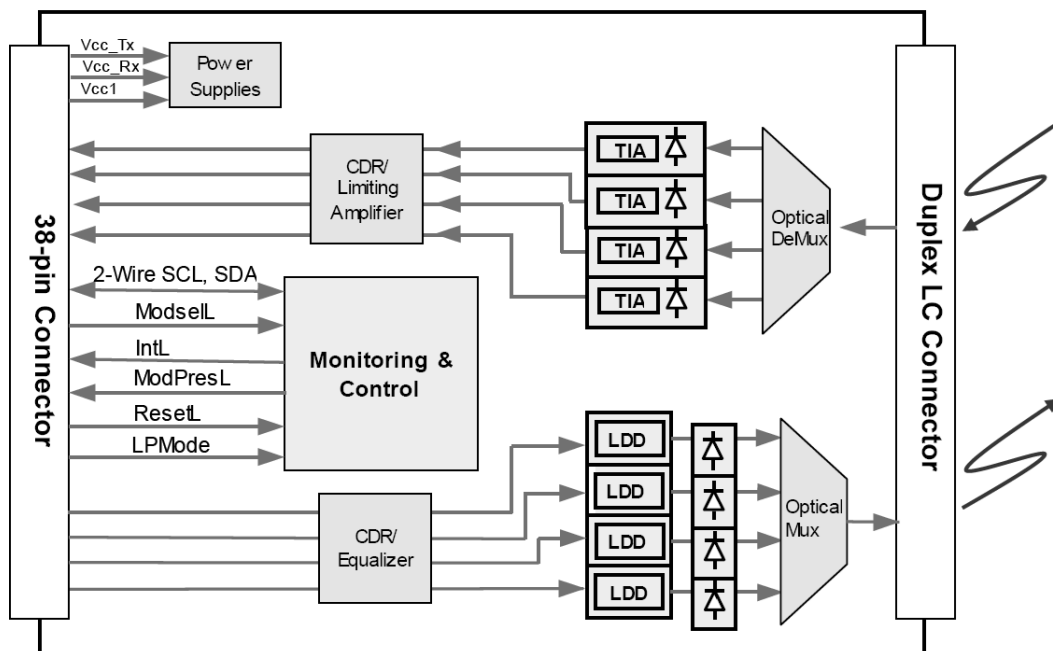 Vcc_Tx
Vcc_Rx
Vcc1
Power
Supplies
38-pin Connector
CDR/
Limiting
Amplifier
TIA
TIA
TIA
TIA
Optical
DeMux
Duplex LC Connector
2-Wire SCL, SDA
ModselL
IntL
ModPresL
ResetL
LPMode
Monitoring &
Control
CDR/
Equalizer
LDD
LDD
LDD
LDD
Optical
Mux